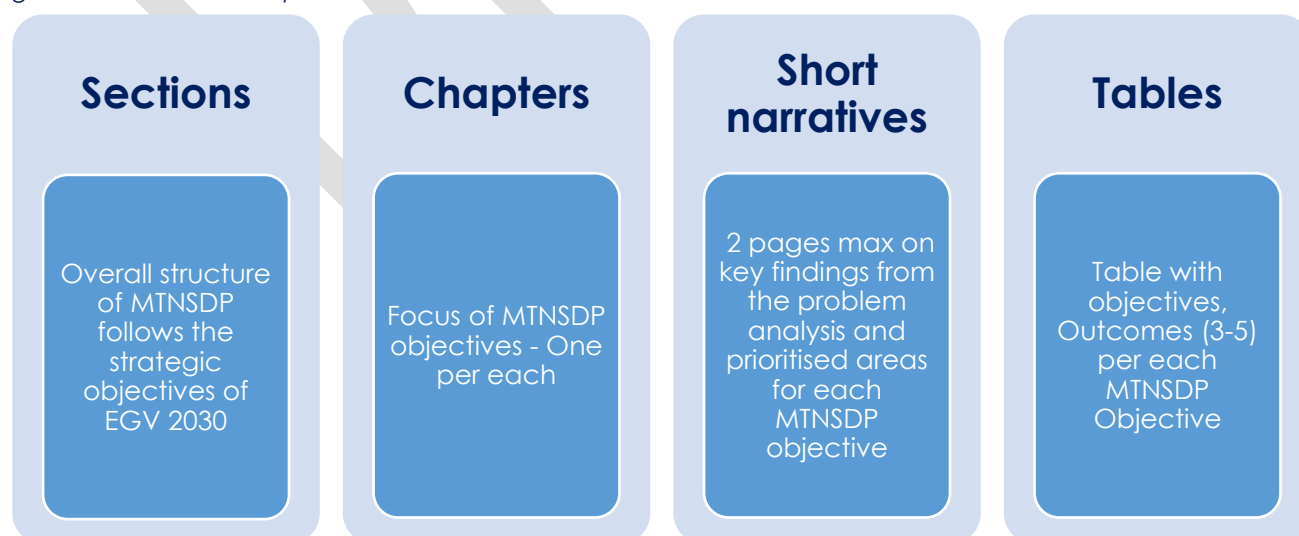 Sections
Overall structure
of MTNSDP
follows the
strategic
objectives of
EGV 2030
Chapters
Focus of MTNSDP
objectives - One
per each
Short
narratives
2 pages max on
key findings from
the problem
analysis and
prioritised areas
for each
MTNSDP
objective
Tables
Table with
objectives,
Outcomes (3-5)
per each
MTNSDP
Objective